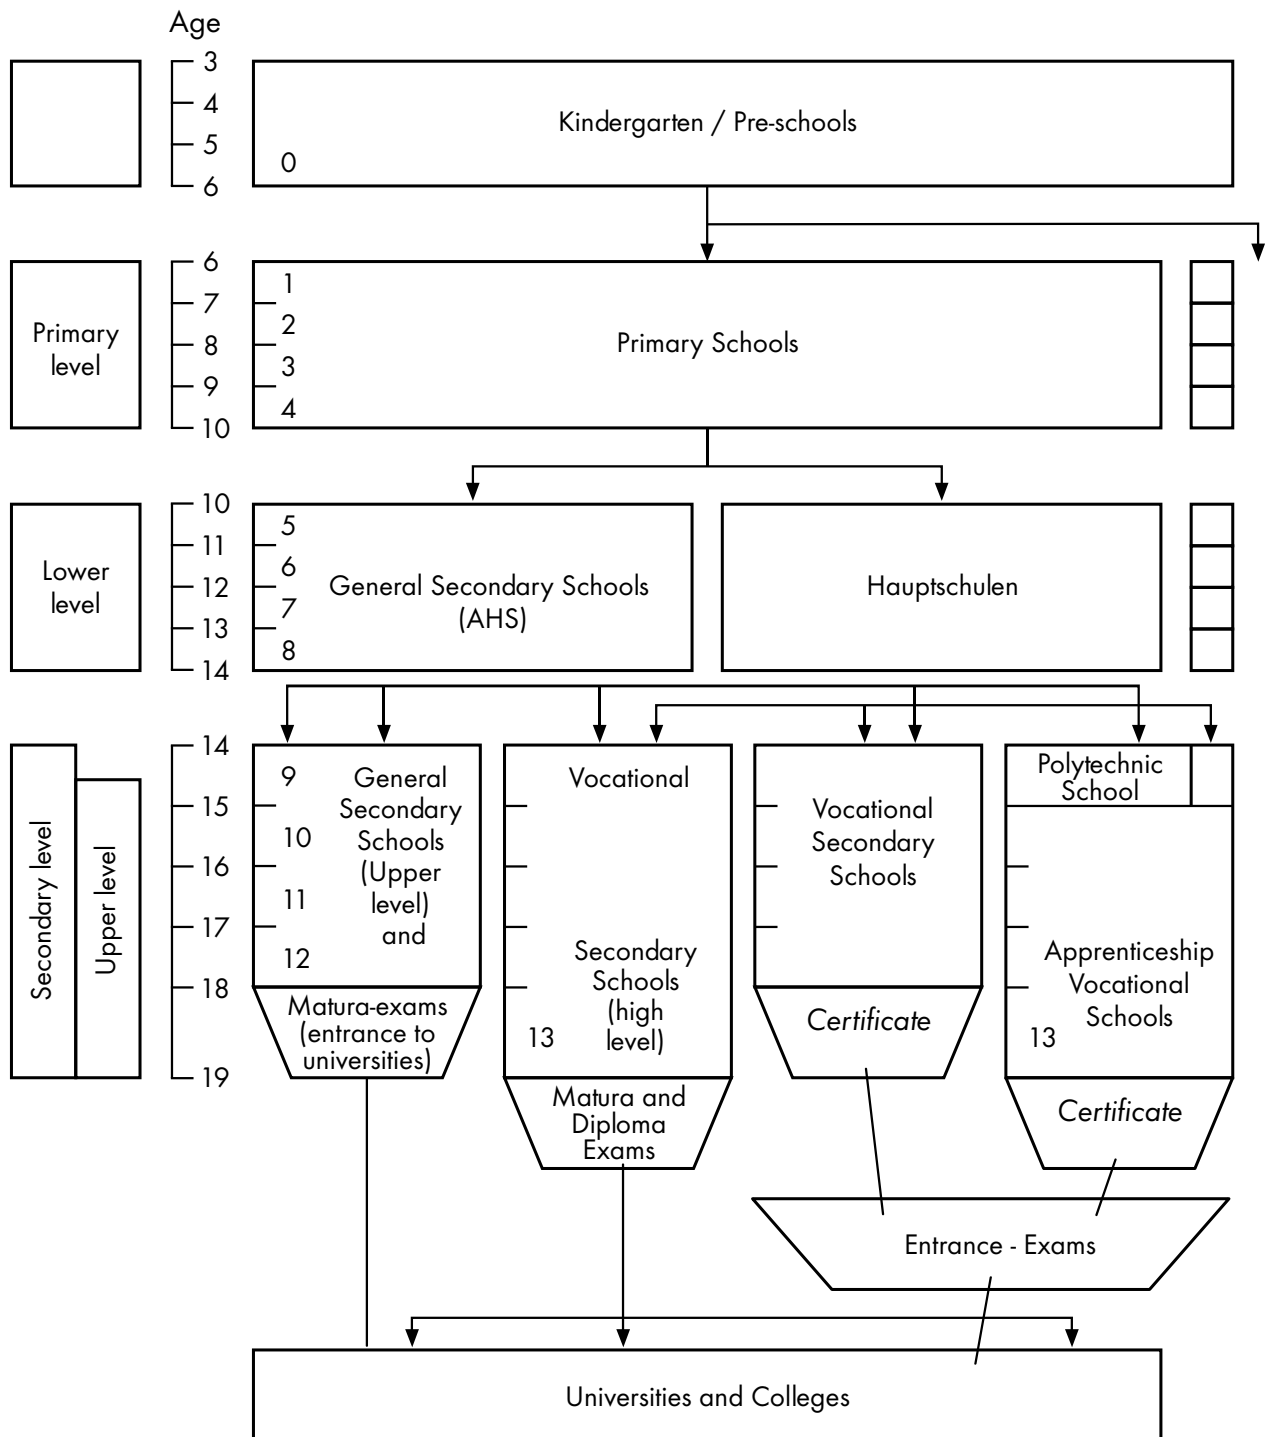 Age
3
4
5
6
0
Kindergarten / Pre-schools
Primary
level
6
7
8
9
10
1
2
3
4
Primary Schools
Lower
level
10
11
12
13
14
5
6
7
8
General Secondary Schools
(AHS)
Hauptschulen
Secondary level
Upper level
14
15
16
17
18
19
9
10
11
12
General
Secondary
Schools
(Upper
level)
and
Matura-exams
(entrance to
universities)
Vocational
Secondary
Schools
(high
level)
13
Matura and
Diploma
Exams
Vocational
Secondary
Schools
Certificate
Polytechnic
School
Apprenticeship
Vocational
Schools
13
Certificate
Entrance - Exams
Universities and Colleges